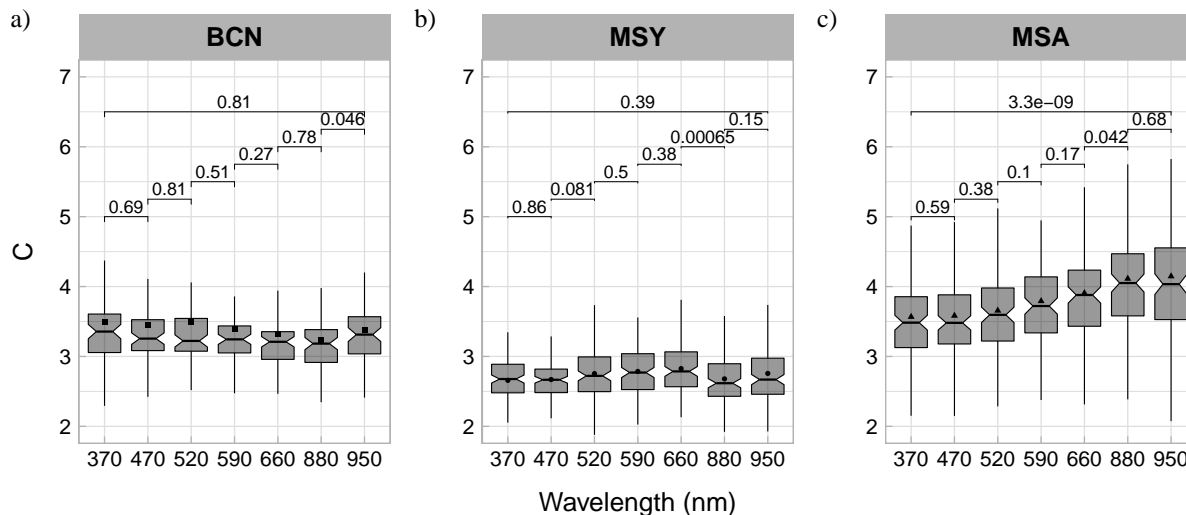 a) b) c)
BCN MSY MSA
7 7 7
0.81 0.39 3.3e−09
0.046 0.15 0.68
6 0.78 6 0.00065 6 0.042
0.27 0.38 0.17
0.51 0.5 0.1
0.81 0.081 0.38
5 0.69 5 0.86 5 0.59
C
4 4 4
3 3 3
2 2 2
370 470 520 590 660 880 950 370 470 520 590 660 880 950 370 470 520 590 660 880 950
Wavelength (nm)